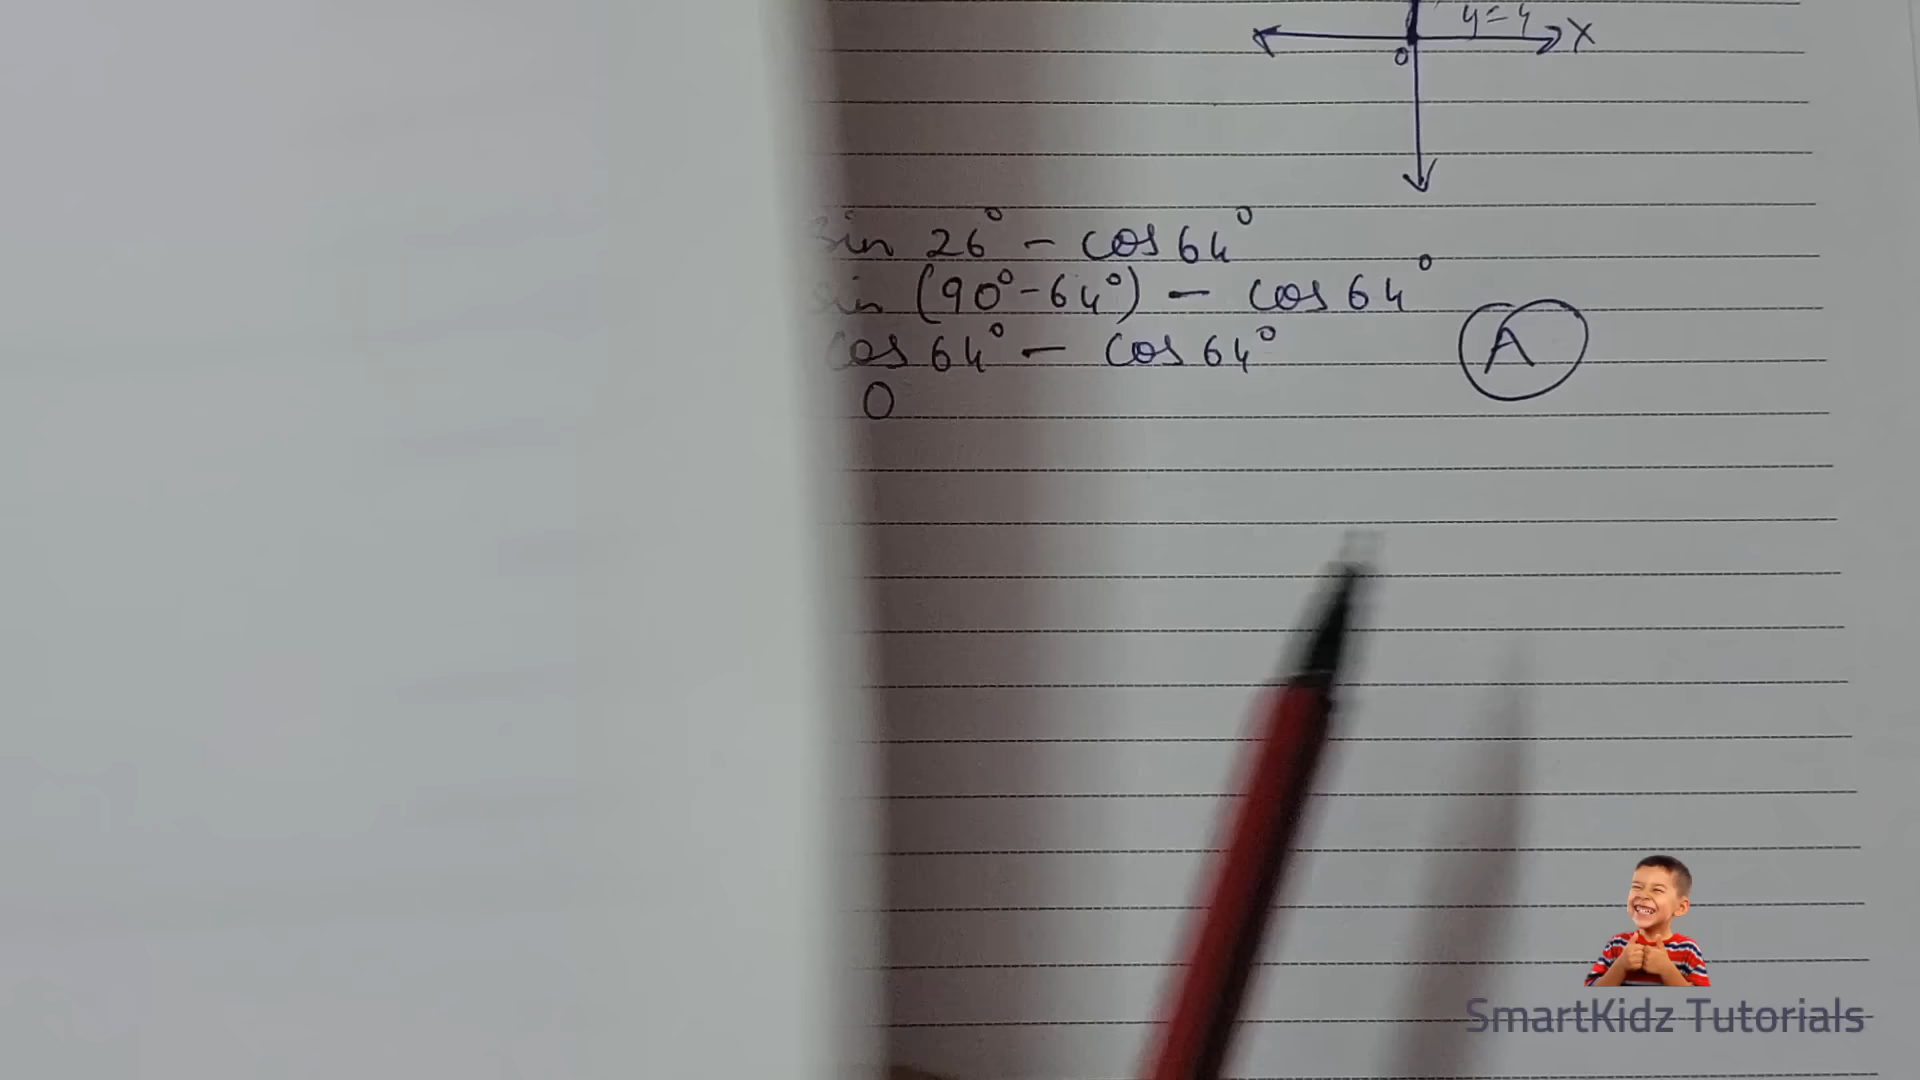 y = 4
X
0
sin 26° - cos 64°
sin (90° - 64°) - cos 64°
cos 64° - cos 64°
0
A
SmartKidz Tutorials